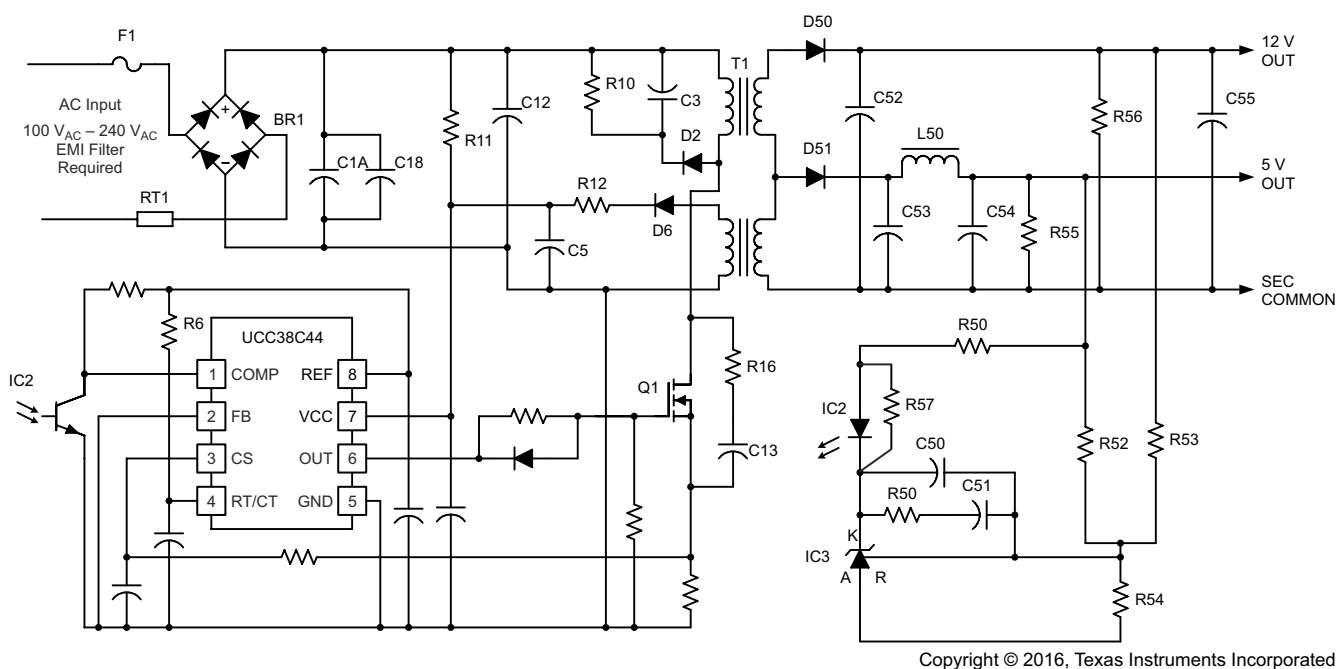 F1
AC Input
100 VAC – 240 VAC
EMI Filter
Required
RT1
+
–
BR1
C1A
C18
R11
C12
R10
C3
D2
R12
D6
C5
T1
D50
D51
C52
L50
C53
C54
R55
R56
C55
12 V
OUT
5 V
OUT
SEC
COMMON
R6
UCC38C44
IC2
1 COMP
2 FB
3 CS
4 RT/CT
REF 8
VCC 7
OUT 6
GND 5
Q1
R16
C13
R50
IC2
R57
C50
R50
C51
R52
R53
K
IC3
A
R
R54
Copyright © 2016, Texas Instruments Incorporated